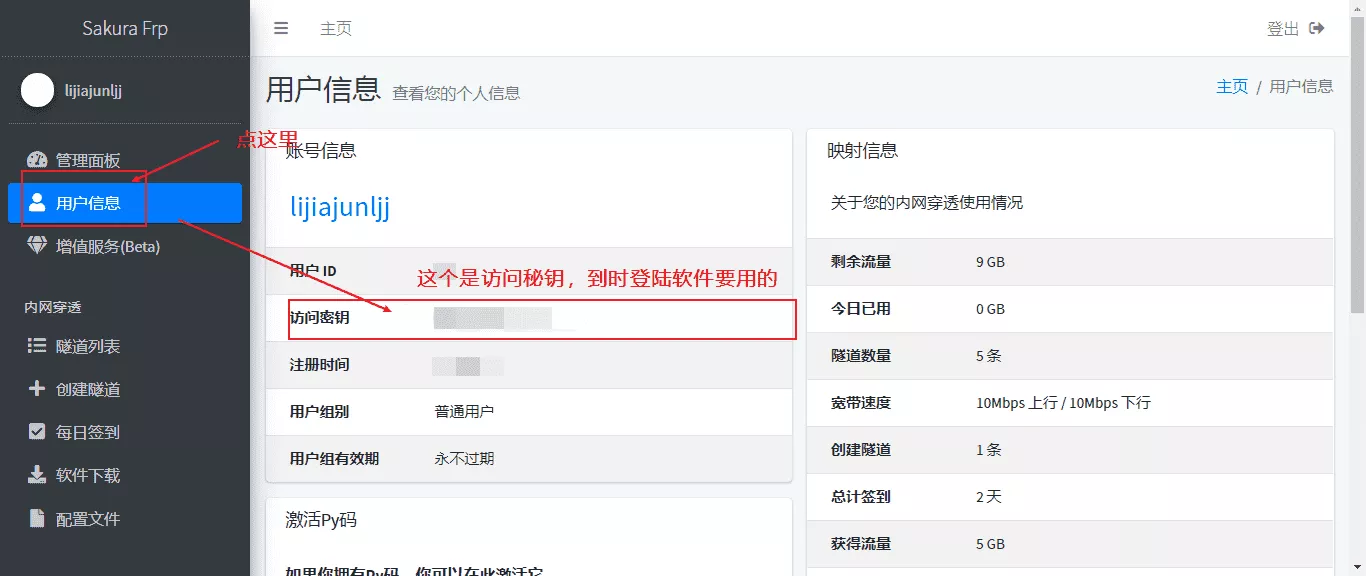 Sakura Frp
主页
登出
lijiajunljj
用户信息 查看您的个人信息
主页 / 用户信息
点这里
管理面板
用户信息
增值服务(Beta)
内网穿透
隧道列表
创建隧道
每日签到
软件下载
配置文件
账号信息
lijiajunljj
用户 ID
这个是访问秘钥，到时登陆软件要用的
访问密钥
注册时间
用户组别 普通用户
用户组有效期 永不过期
激活Py码
如果你拥有Py码，您可以在此激活它
映射信息
关于您的内网穿透使用情况
剩余流量 9 GB
今日已用 0 GB
隧道数量 5 条
宽带速度 10Mbps 上行 / 10Mbps 下行
创建隧道 1 条
总计签到 2 天
获得流量 5 GB